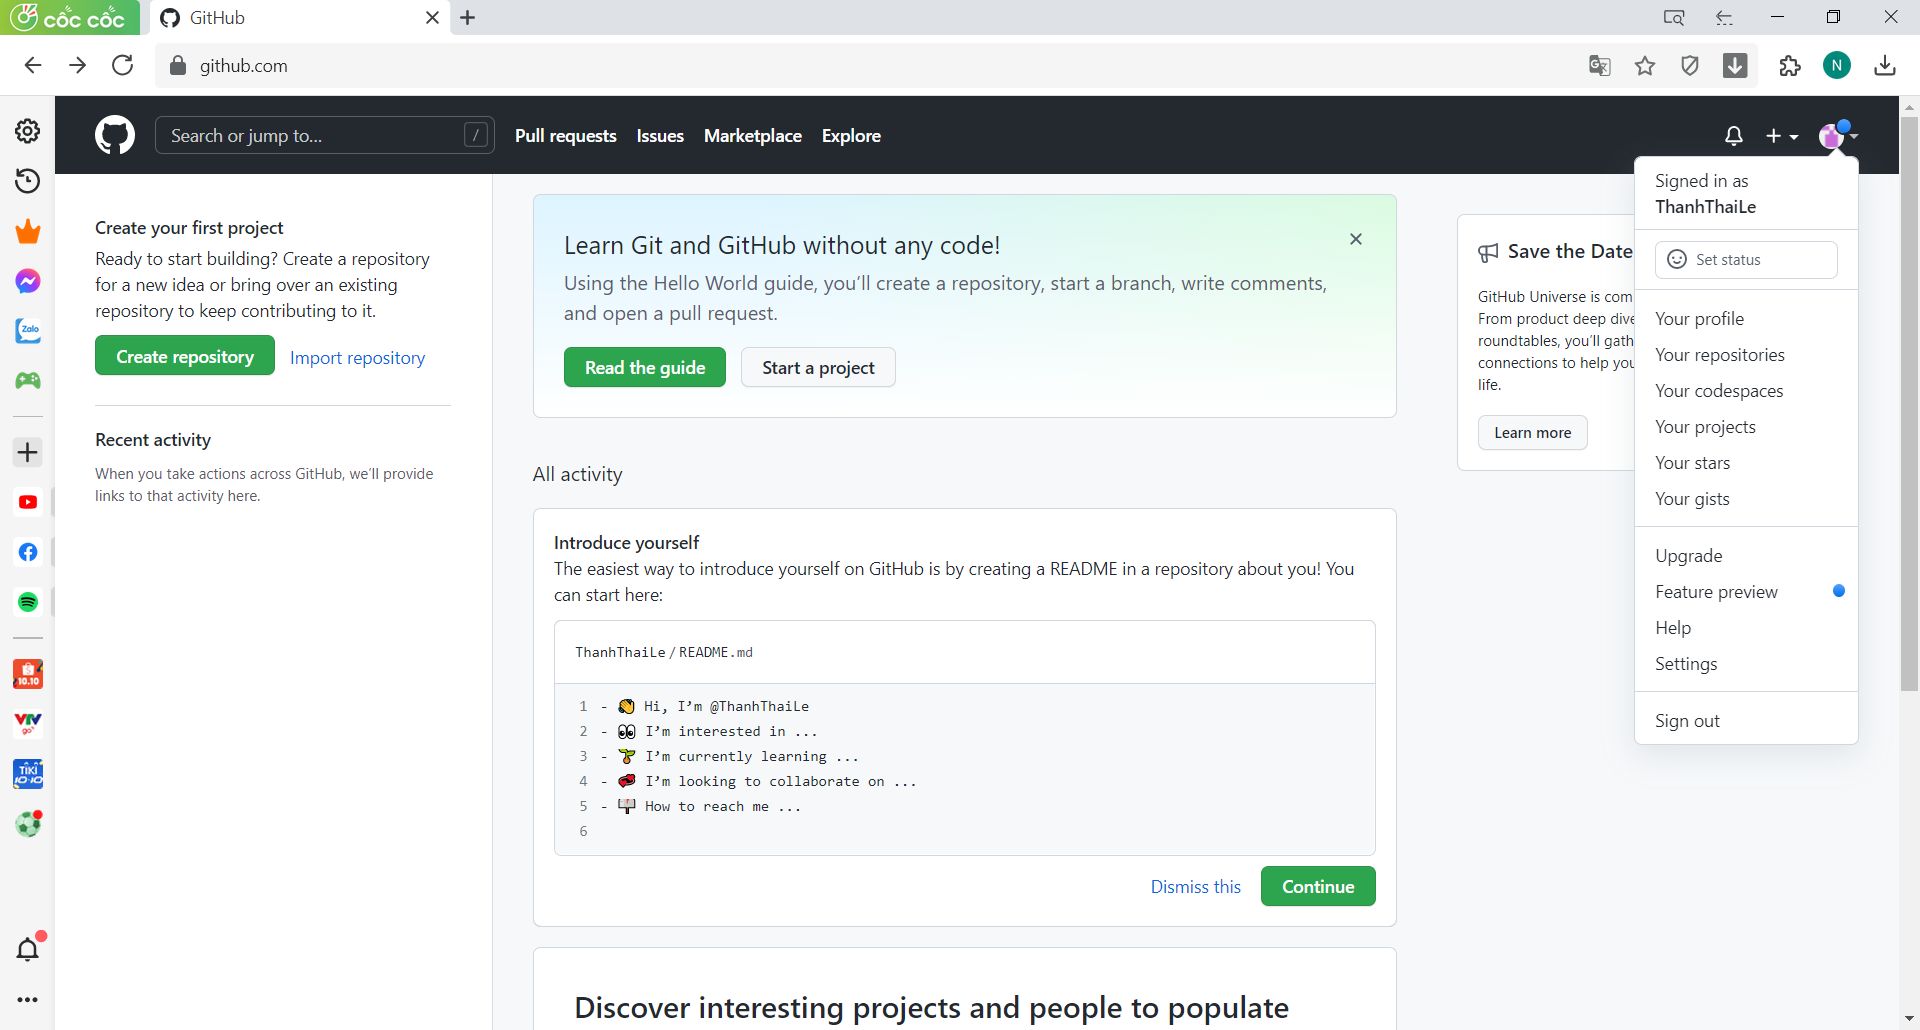 cốc cốc
GitHub
github.com
N
Search or jump to...
/
Pull requests
Issues
Marketplace
Explore
Signed in as
ThanhThaiLe
Set status
Your profile
Your repositories
Your codespaces
Your projects
Your stars
Your gists
Upgrade
Feature preview
Help
Settings
Sign out
Create your first project
Ready to start building? Create a repository
for a new idea or bring over an existing
repository to keep contributing to it.
Create repository
Import repository
Recent activity
When you take actions across GitHub, we’ll provide
links to that activity here.
Learn Git and GitHub without any code!
Using the Hello World guide, you’ll create a repository, start a branch, write comments,
and open a pull request.
Read the guide
Start a project
All activity
Introduce yourself
The easiest way to introduce yourself on GitHub is by creating a README in a repository about you! You
can start here:
ThanhThaiLe / README.md
1 - 👋 Hi, I’m @ThanhThaiLe
2 - 👀 I’m interested in ...
3 - 🌱 I’m currently learning ...
4 - 💞️ I’m looking to collaborate on ...
5 - 📫 How to reach me ...
6
Dismiss this
Continue
Discover interesting projects and people to populate
Save the Date
GitHub Universe is com
From product deep dive
roundtables, you’ll gath
connections to help you
life.
Learn more
Zalo
10.10
VTV
go
TIKI
10·10